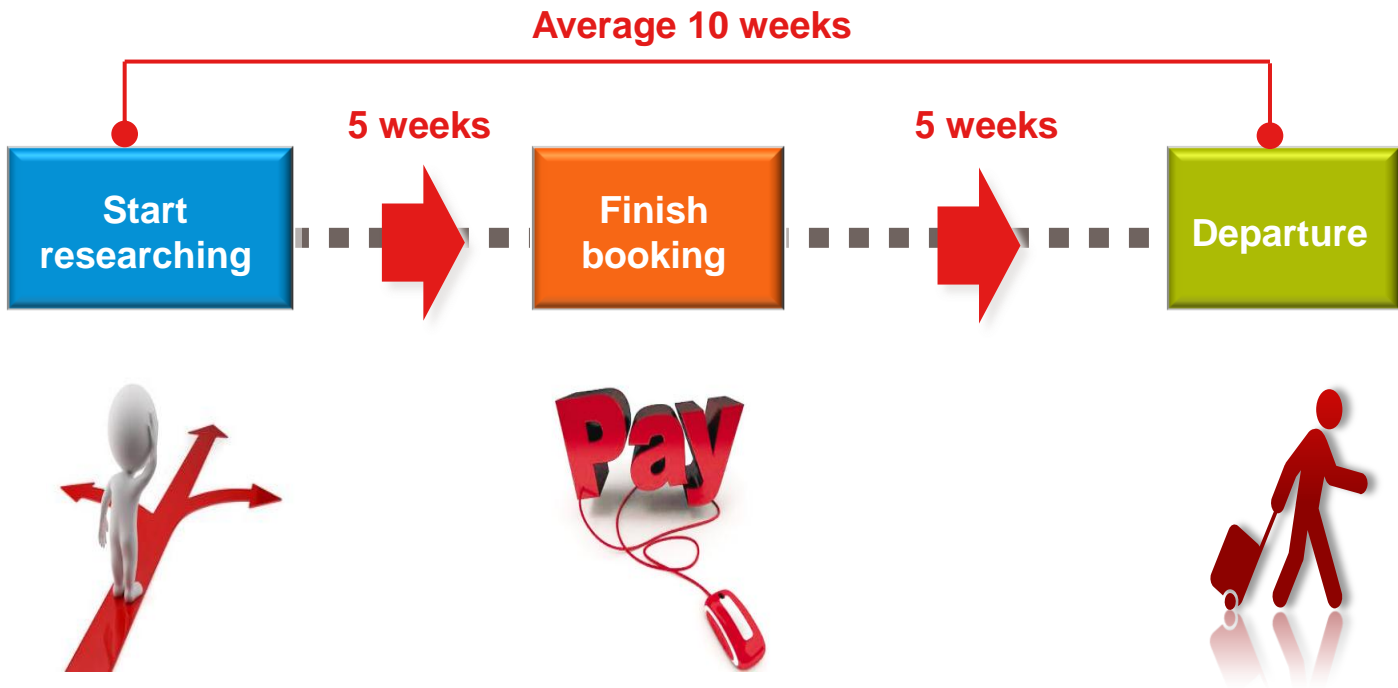 Average 10 weeks
5 weeks
5 weeks
Start
researching
Finish
booking
Departure
Pay